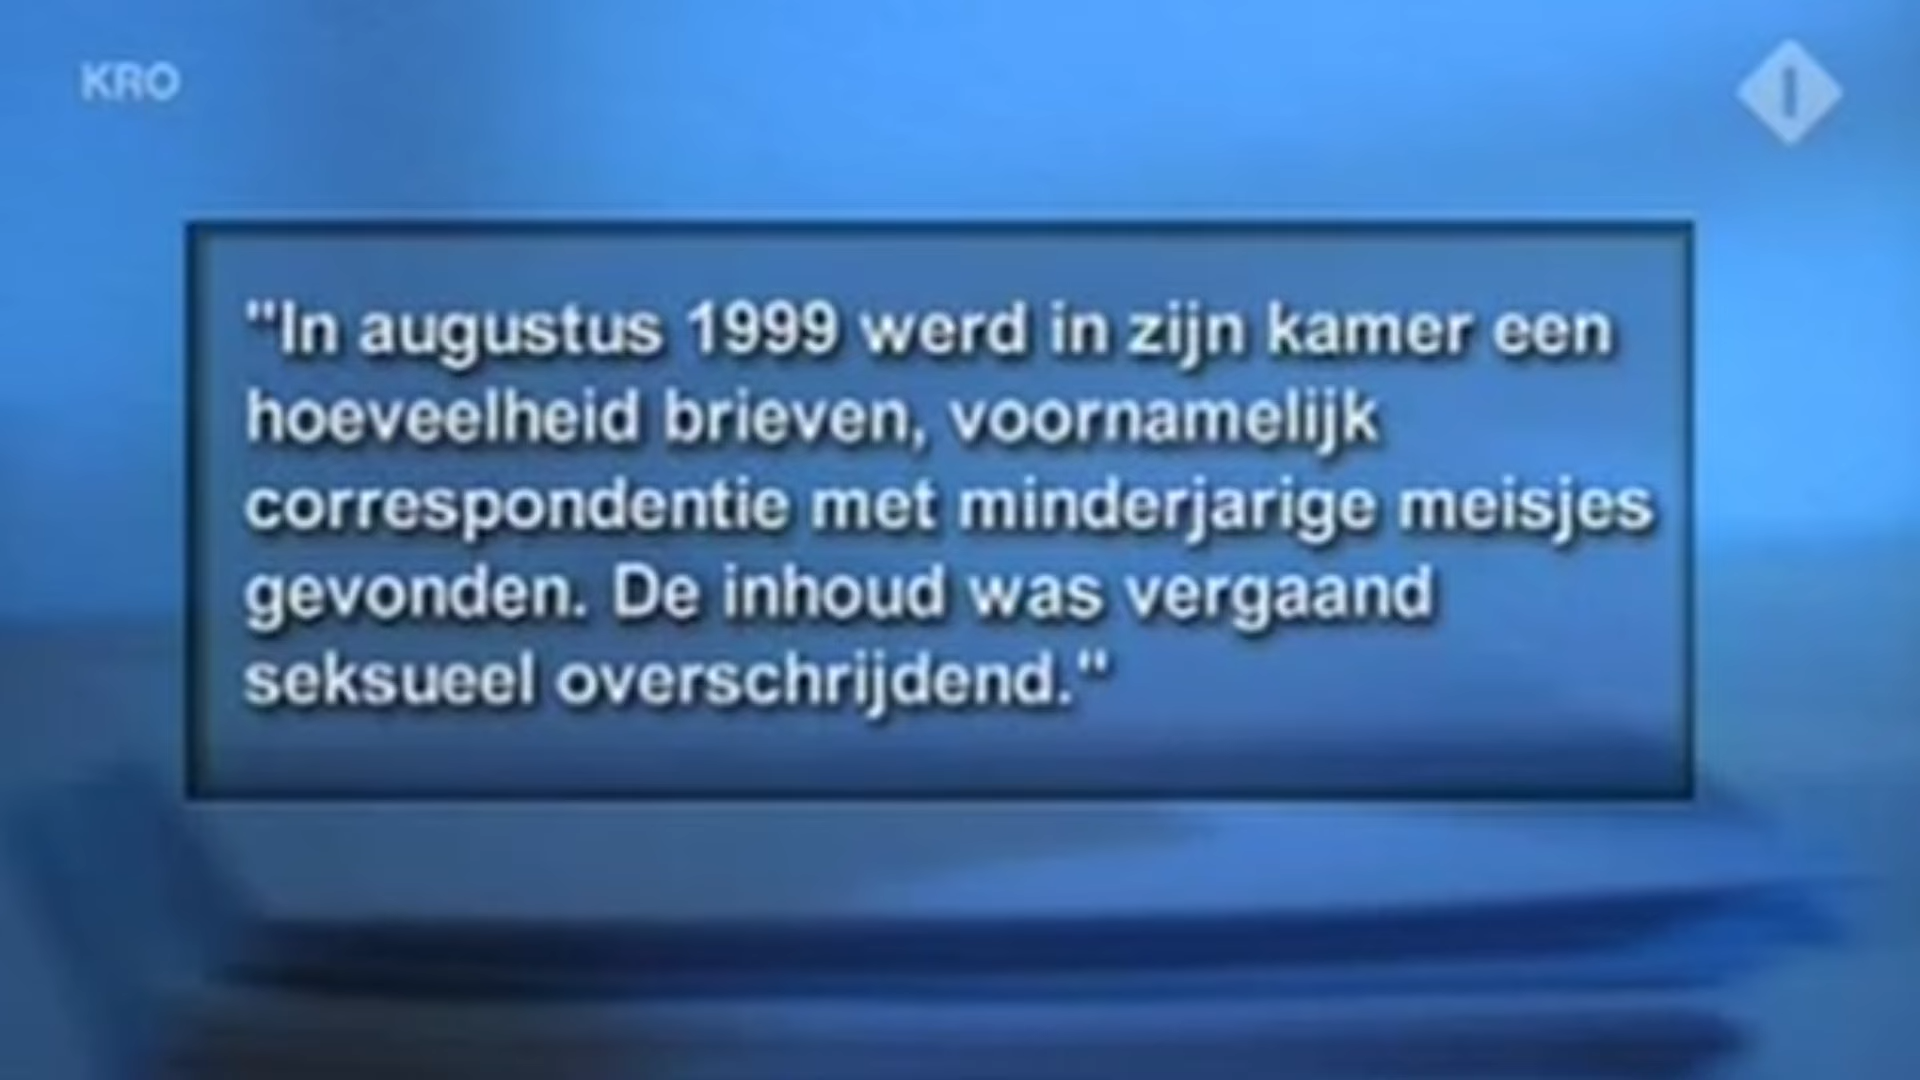 KRO
"In augustus 1999 werd in zijn kamer een
hoeveelheid brieven, voornamelijk
correspondentie met minderjarige meisjes
gevonden. De inhoud was vergaand
seksueel overschrijdend."